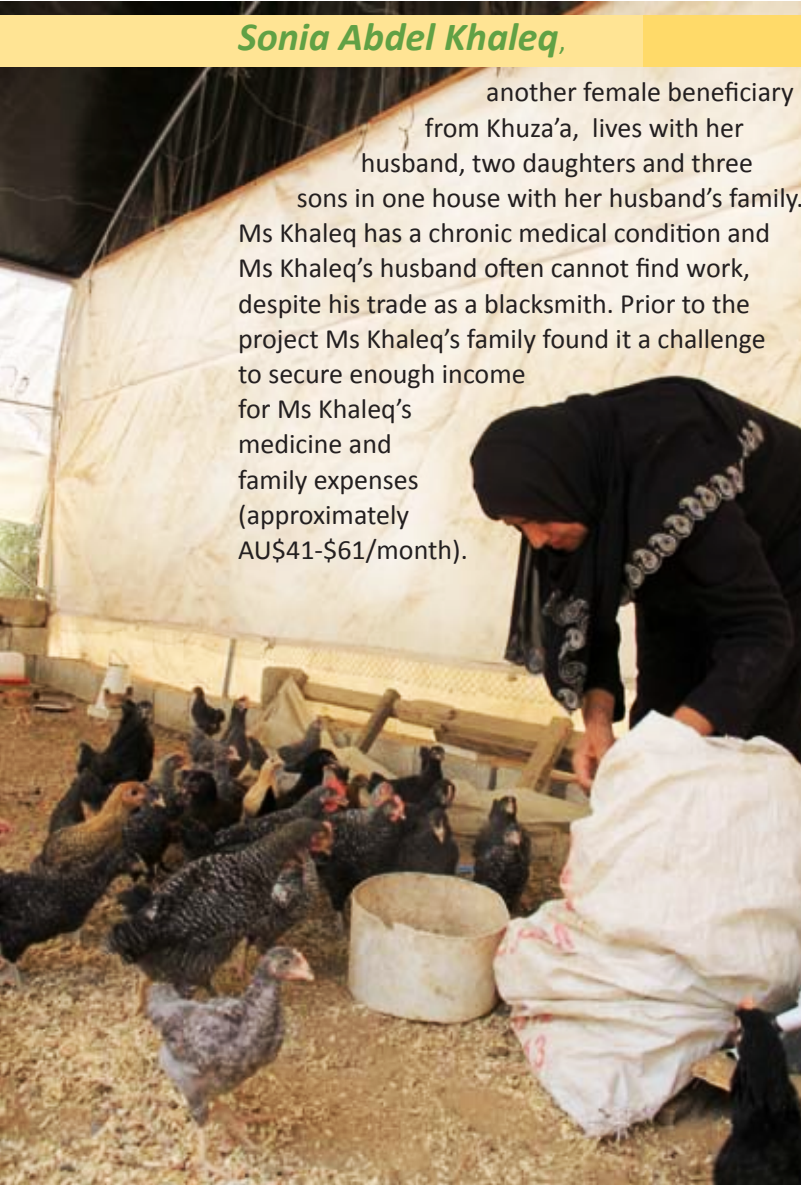 Sonia Abdel Khaleq,
another female beneficiary
from Khuza'a, lives with her
husband, two daughters and three
sons in one house with her husband's family.
Ms Khaleq has a chronic medical condition and
Ms Khaleq's husband often cannot find work,
despite his trade as a blacksmith. Prior to the
project Ms Khaleq's family found it a challenge
to secure enough income
for Ms Khaleq's
medicine and
family expenses
(approximately
AU$41-$61/month).